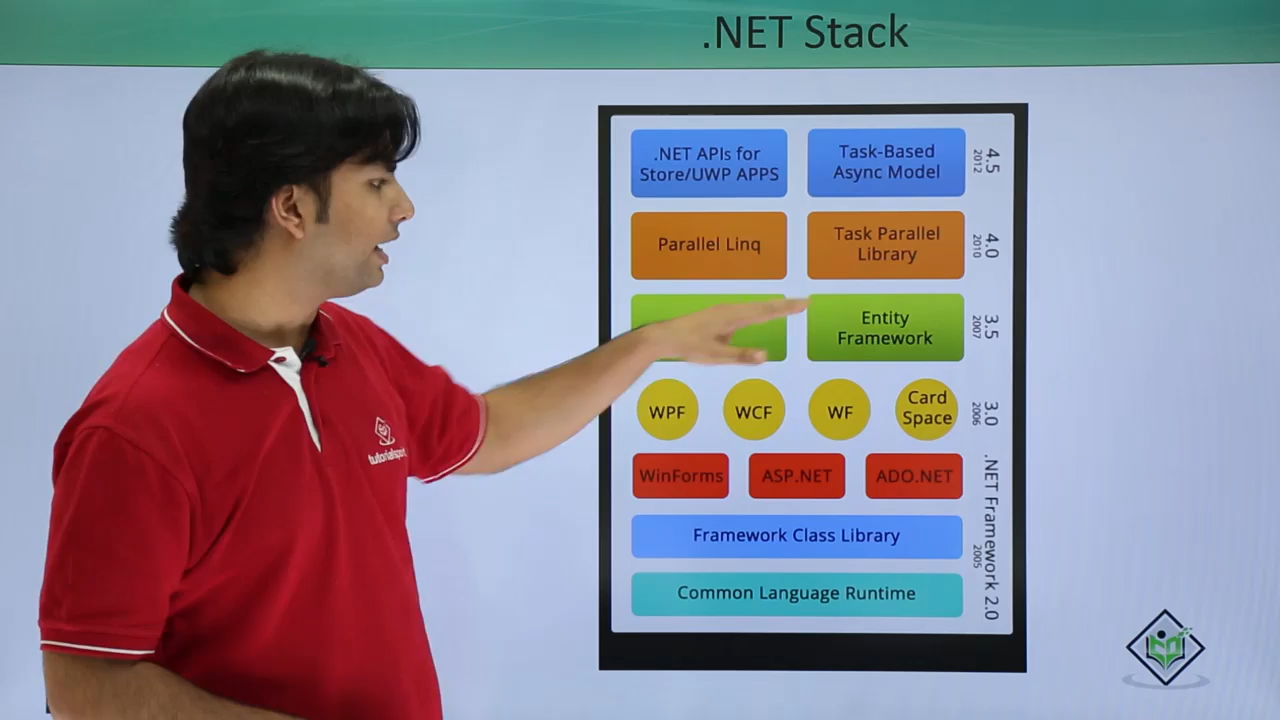 .NET Stack
.NET APIs for
Store/UWP APPS
Task-Based
Async Model
4.5
2012
Parallel Linq
Task Parallel
Library
4.0
2010
Entity
Framework
3.5
2007
WPF
WCF
WF
Card
Space
3.0
2006
WinForms
ASP.NET
ADO.NET
Framework Class Library
Common Language Runtime
.NET Framework 2.0
2005